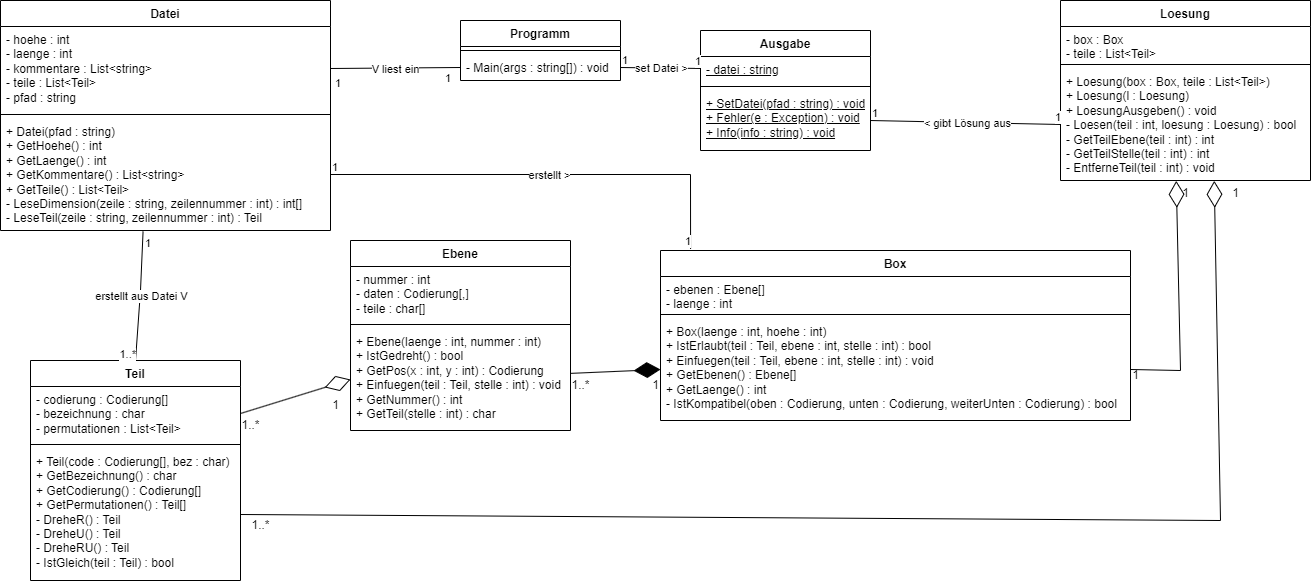 Datei
- hoehe : int
- laenge : int
- kommentare : List<string>
- teile : List<Teil>
- pfad : string
+ Datei(pfad : string)
+ GetHoehe() : int
+ GetLaenge() : int
+ GetKommentare() : List<string>
+ GetTeile() : List<Teil>
- LeseDimension(zeile : string, zeilennummer : int) : int[]
- LeseTeil(zeile : string, zeilennummer : int) : Teil
V liest ein
1
1
Programm
- Main(args : string[]) : void
1
set Datei >
1
Ausgabe
- datei : string
+ SetDatei(pfad : string) : void
+ Fehler(e : Exception) : void
+ Info(info : string) : void
1
< gibt Lösung aus
1
Loesung
- box : Box
- teile : List<Teil>
+ Loesung(box : Box, teile : List<Teil>)
+ Loesung(l : Loesung)
+ LoesungAusgeben() : void
- Loesen(teil : int, loesung : Loesung) : bool
- GetTeilEbene(teil : int) : int
- GetTeilStelle(teil : int) : int
- EntferneTeil(teil : int) : void
1
1
1
erstellt >
1
1
erstellt aus Datei V
1..*
Ebene
- nummer : int
- daten : Codierung[,]
- teile : char[]
+ Ebene(laenge : int, nummer : int)
+ IstGedreht() : bool
+ GetPos(x : int, y : int) : Codierung
+ Einfuegen(teil : Teil, stelle : int) : void
+ GetNummer() : int
+ GetTeil(stelle : int) : char
1..*
1
Box
- ebenen : Ebene[]
- laenge : int
+ Box(laenge : int, hoehe : int)
+ IstErlaubt(teil : Teil, ebene : int, stelle : int) : bool
+ Einfuegen(teil : Teil, ebene : int, stelle : int) : void
+ GetEbenen() : Ebene[]
+ GetLaenge() : int
- IstKompatibel(oben : Codierung, unten : Codierung, weiterUnten : Codierung) : bool
1
Teil
- codierung : Codierung[]
- bezeichnung : char
- permutationen : List<Teil>
+ Teil(code : Codierung[], bez : char)
+ GetBezeichnung() : char
+ GetCodierung() : Codierung[]
+ GetPermutationen() : Teil[]
- DreheR() : Teil
- DreheU() : Teil
- DreheRU() : Teil
- IstGleich(teil : Teil) : bool
1
1..*
1..*